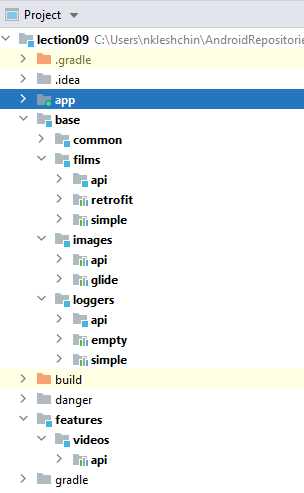 Project
lection09 C:\Users\nkleshchin\AndroidRepositorie
.gradle
.idea
app
base
common
films
api
retrofit
simple
images
api
glide
loggers
api
empty
simple
build
danger
features
videos
api
gradle